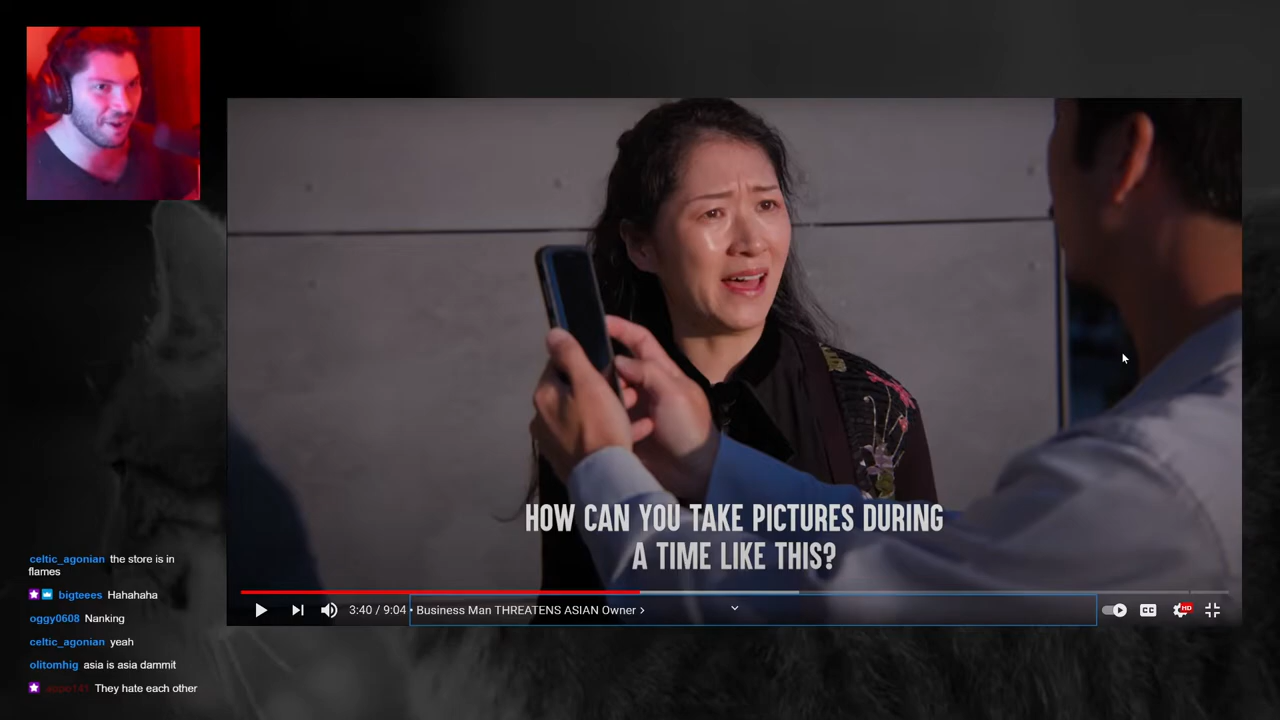 HOW CAN YOU TAKE PICTURES DURING
A TIME LIKE THIS?
3:40 / 9:04 • Business Man THREATENS ASIAN Owner >
CC
HD
celtic_agonian the store is in
flames
bigteees Hahahaha
oggy0608 Nanking
celtic_agonian yeah
olitomhig asia is asia dammit
They hate each other